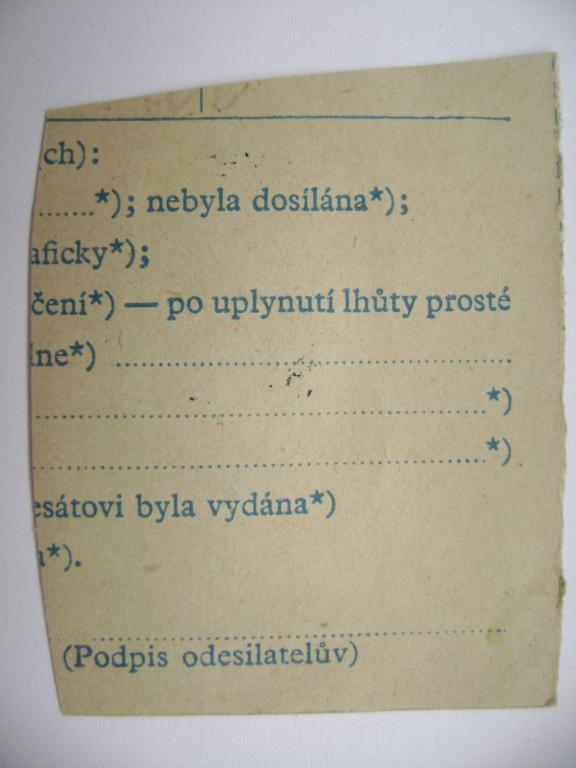 ch):
.......*); nebyla dosílána*);
aficky*);
čení*) — po uplynutí lhůty prosté
ne*) ........................................................
........................................................*)
........................................................*)
esátovi byla vydána*)
a*).
........................................................
(Podpis odesilatelův)